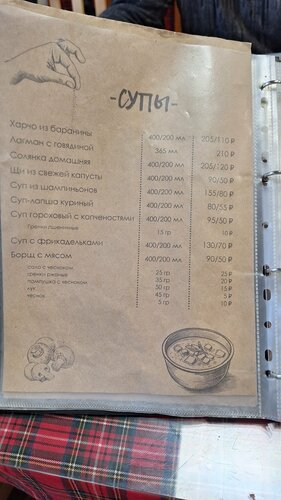 -СУПЫ-
Харчо из баранины 400/200 мл 205/110 ₽
Лагман с говядиной 365 мл 210 ₽
Солянка домашняя 400/200 мл 205/120 ₽
Щи из свежей капусты 400/200 мл 90/50 ₽
Суп из шампиньонов 400/200 мл 155/80 ₽
Суп-лапша куриный 400/200 мл 80/55 ₽
Суп гороховый с копченостями 400/200 мл 95/50 ₽
Гренки пшеничные 15 гр 10 ₽
Суп с фрикадельками 400/200 мл 130/70 ₽
Борщ с мясом 400/200 мл 90/50 ₽
сало с чесноком 25 гр 25 ₽
гренки ржаные 35 гр 20 ₽
пампушка с чесноком 50 гр 15 ₽
лук 45 гр 5 ₽
чеснок 5 гр 10 ₽